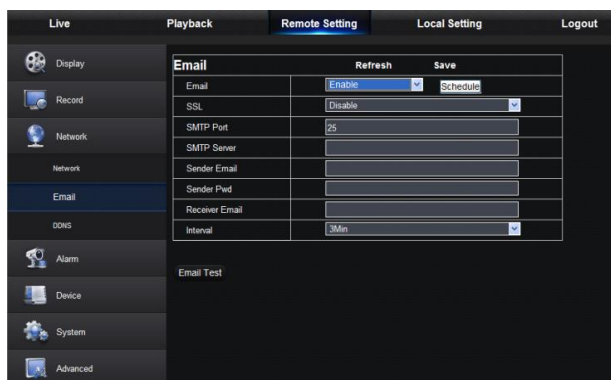 Live Playback Remote Setting Local Setting Logout
Display
Record
Network
Network
Email
DDNS
Alarm
Device
System
Advanced
Email Refresh Save
Email Enable Schedule
SSL Disable
SMTP Port 25
SMTP Server
Sender Email
Sender Pwd
Receiver Email
Interval 3Min
Email Test